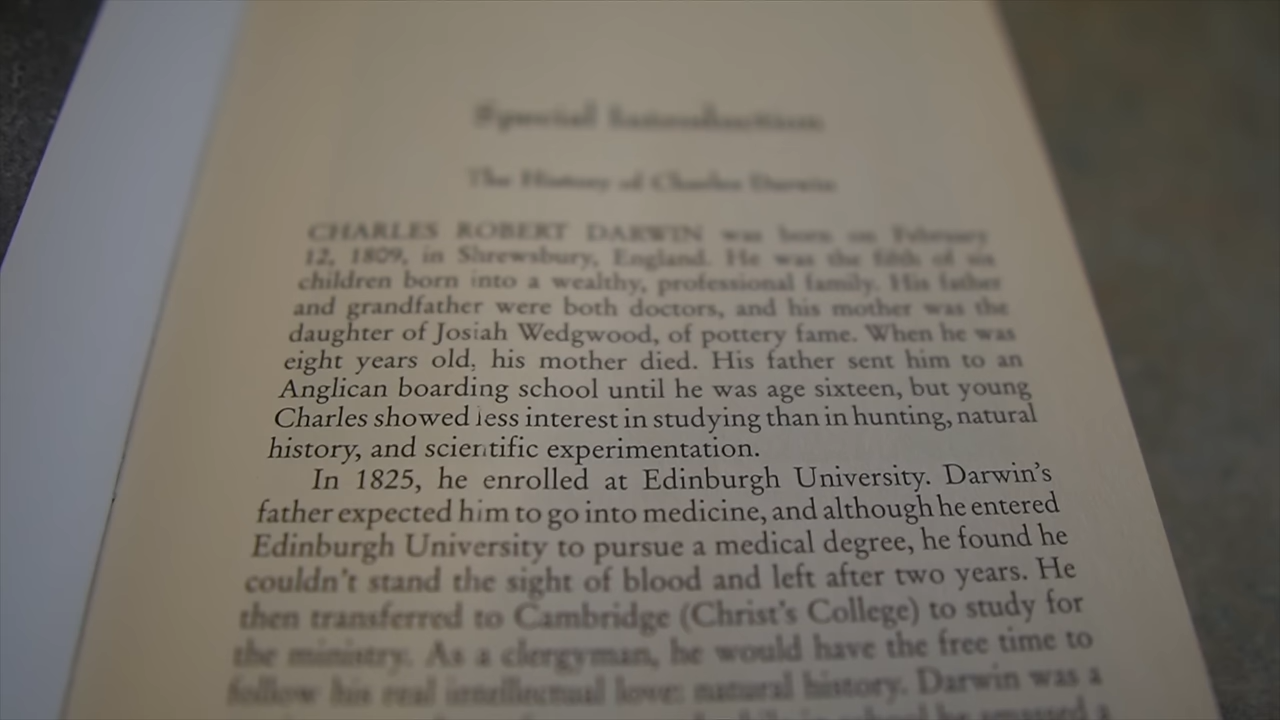 Special Introduction
The History of Charles Darwin
CHARLES ROBERT DARWIN was born on February
12, 1809, in Shrewsbury, England. He was the fifth of six
children born into a wealthy, professional family. His father
and grandfather were both doctors, and his mother was the
daughter of Josiah Wedgwood, of pottery fame. When he was
eight years old, his mother died. His father sent him to an
Anglican boarding school until he was age sixteen, but young
Charles showed less interest in studying than in hunting, natural
history, and scientific experimentation.
In 1825, he enrolled at Edinburgh University. Darwin's
father expected him to go into medicine, and although he entered
Edinburgh University to pursue a medical degree, he found he
couldn't stand the sight of blood and left after two years. He
then transferred to Cambridge (Christ's College) to study for
the ministry. As a clergyman, he would have the free time to
follow his real intellectual love: natural history. Darwin was a